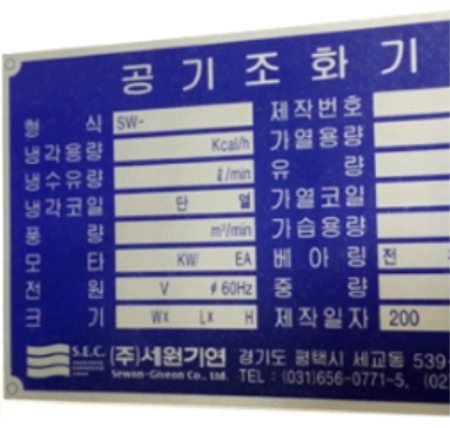 공 기 조 화 기
형 식 SW- 제작번호
냉각용량 Kcal/h 가열용량
냉수유량 ℓ/min 유 량
냉각코일 단 열 가열코일
풍 량 m³/min 가습용량
모 타 KW/ EA 베 아 링 전
전 원 V ∮ 60Hz 중 량
크 기 W× L× H 제작일자 200
S.E.C. (주)세원기연 경기도 평택시 세교동 539-
Sewon-Giyeon Co., Ltd. TEL : (031)656-0771~5, (02